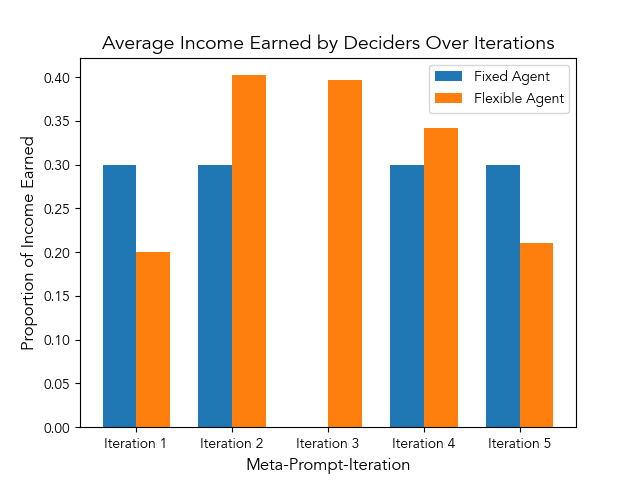 Average Income Earned by Deciders Over Iterations
Fixed Agent
Flexible Agent
Proportion of Income Earned
0.40
0.35
0.30
0.25
0.20
0.15
0.10
0.05
0.00
Iteration 1 Iteration 2 Iteration 3 Iteration 4 Iteration 5
Meta-Prompt-Iteration